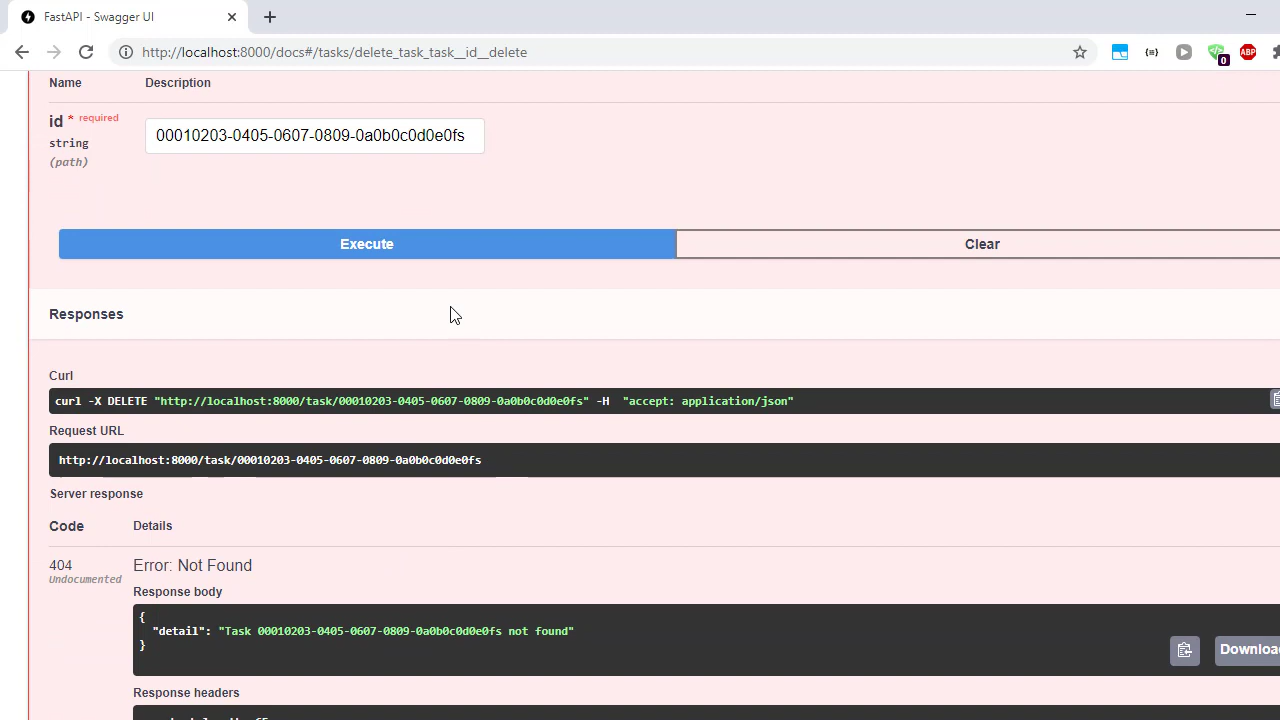 FastAPI - Swagger UI
http://localhost:8000/docs#/tasks/delete_task_task__id__delete
0
ABP
Name Description
id * required
string
(path)
00010203-0405-0607-0809-0a0b0c0d0e0fs
Execute Clear
Responses
Curl
curl -X DELETE "http://localhost:8000/task/00010203-0405-0607-0809-0a0b0c0d0e0fs" -H  "accept: application/json"
Request URL
http://localhost:8000/task/00010203-0405-0607-0809-0a0b0c0d0e0fs
Server response
Code Details
404 Error: Not Found
Undocumented
Response body
{
"detail": "Task 00010203-0405-0607-0809-0a0b0c0d0e0fs not found"
}
Download
Response headers